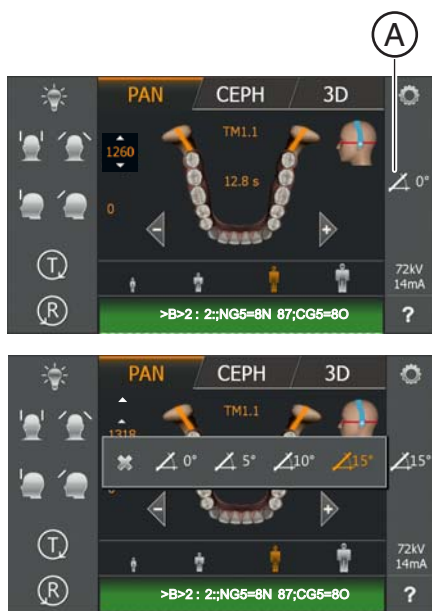 A
PAN CEPH 3D
TM1.1
1260
12.8 s
0° 
0
- +
T
72kV
14mA
R
>B>2 : 2:;NG5=8N 87;CG5=8O
?
PAN CEPH 3D
TM1.1
1318
0° 5° 10° 15° 15°
- +
T
72kV
14mA
R
>B>2 : 2:;NG5=8N 87;CG5=8O
?